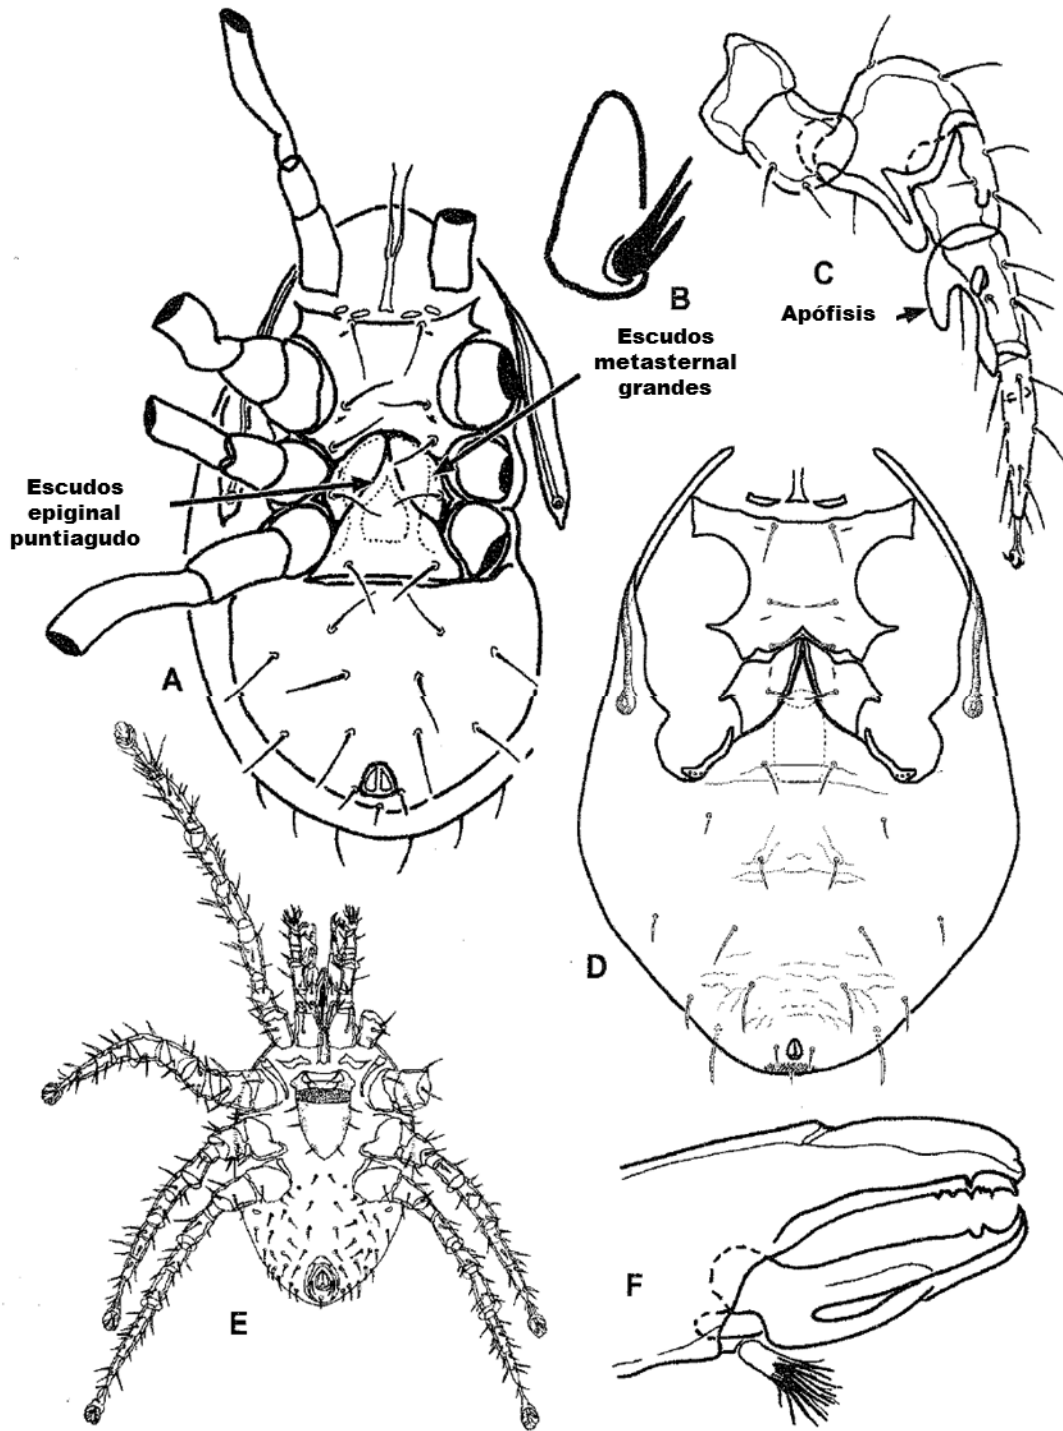 B
C
Apófisis
Escudos
metasternal
grandes
Escudos
epiginal
puntiagudo
A
D
E
F